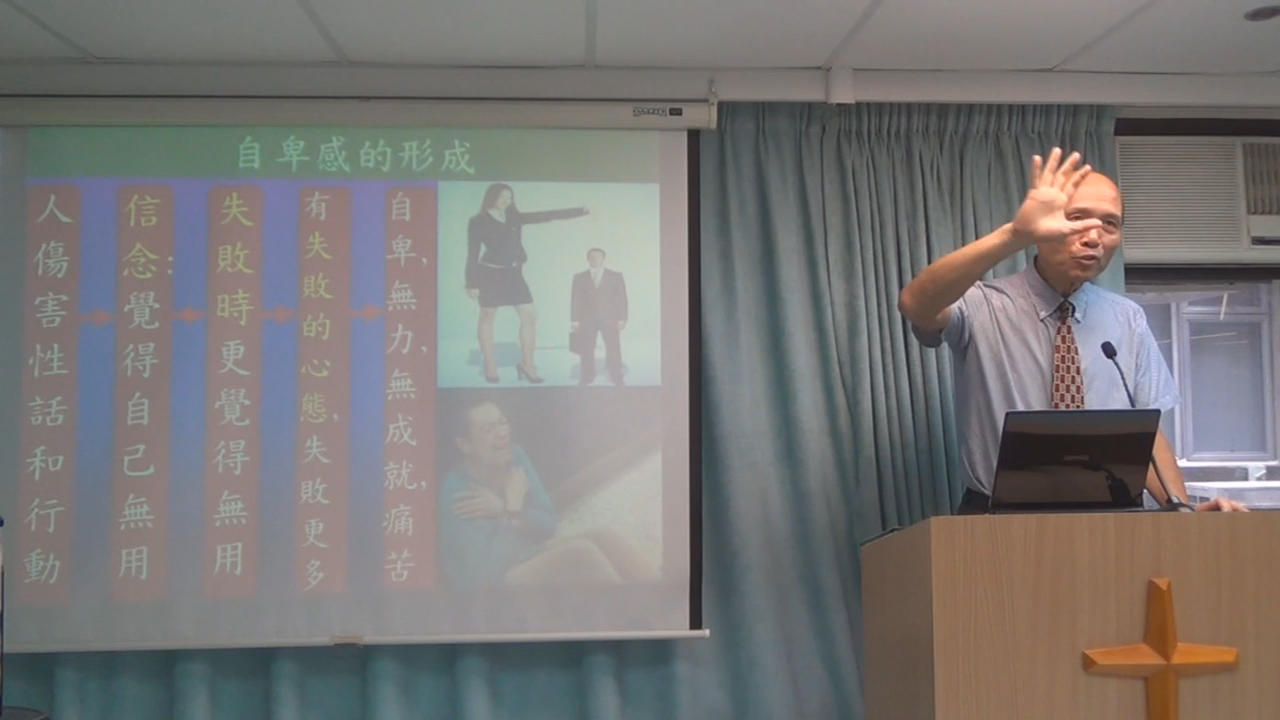 自卑感的形成
人傷害性話和行動
信念:覺得自己無用
失敗時更覺得無用
有失敗的心態,失敗更多
自卑,無力,無成就,痛苦